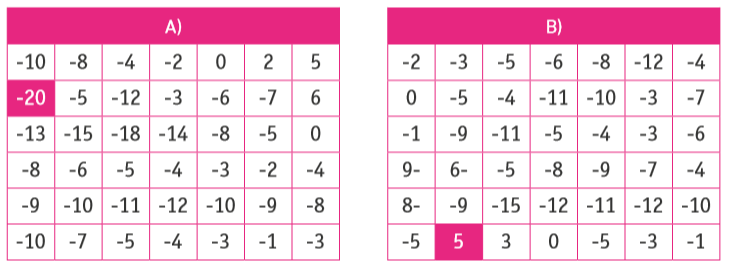 A)
-10 -8 -4 -2 0 2 5
-20 -5 -12 -3 -6 -7 6
-13 -15 -18 -14 -8 -5 0
-8 -6 -5 -4 -3 -2 -4
-9 -10 -11 -12 -10 -9 -8
-10 -7 -5 -4 -3 -1 -3
B)
-2 -3 -5 -6 -8 -12 -4
0 -5 -4 -11 -10 -3 -7
-1 -9 -11 -5 -4 -3 -6
9- 6- -5 -8 -9 -7 -4
8- -9 -15 -12 -11 -12 -10
-5 5 3 0 -5 -3 -1